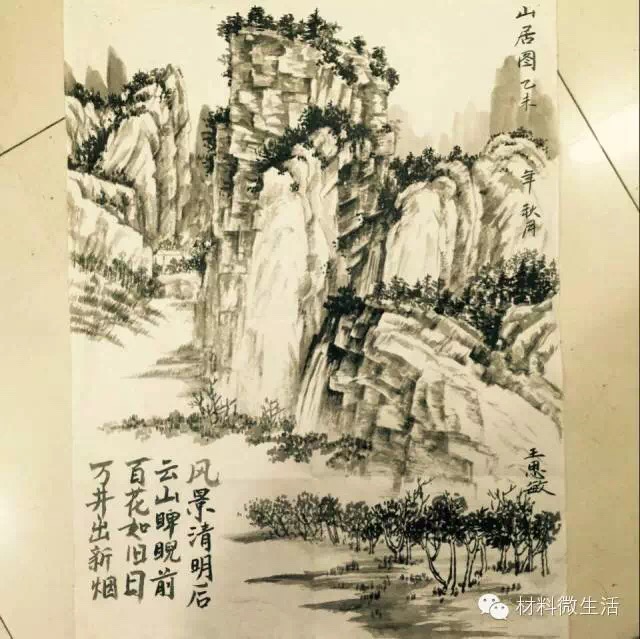 山居图乙未
年秋月
王思敏
风景清明后
云山睥睨前
百花如旧日
万井出新烟
材料微生活